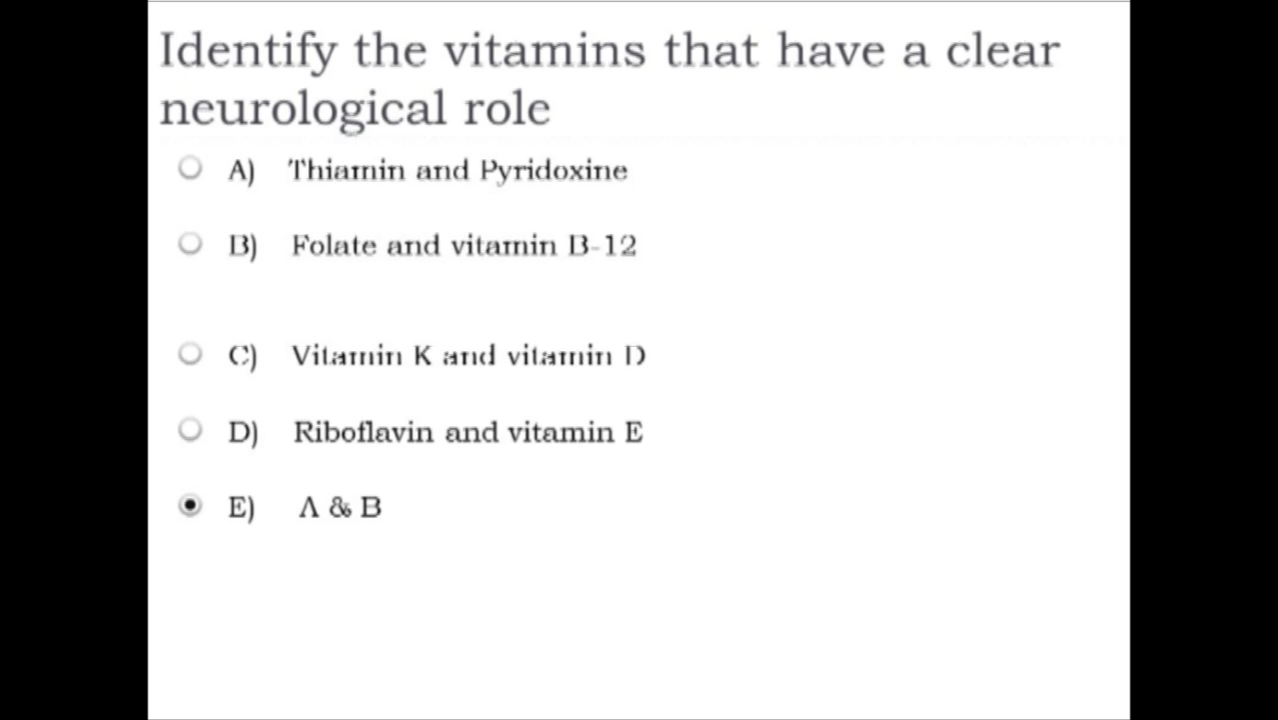 Identify the vitamins that have a clear
neurological role
A) Thiamin and Pyridoxine
B) Folate and vitamin B-12
C) Vitamin K and vitamin D
D) Riboflavin and vitamin E
E) A & B